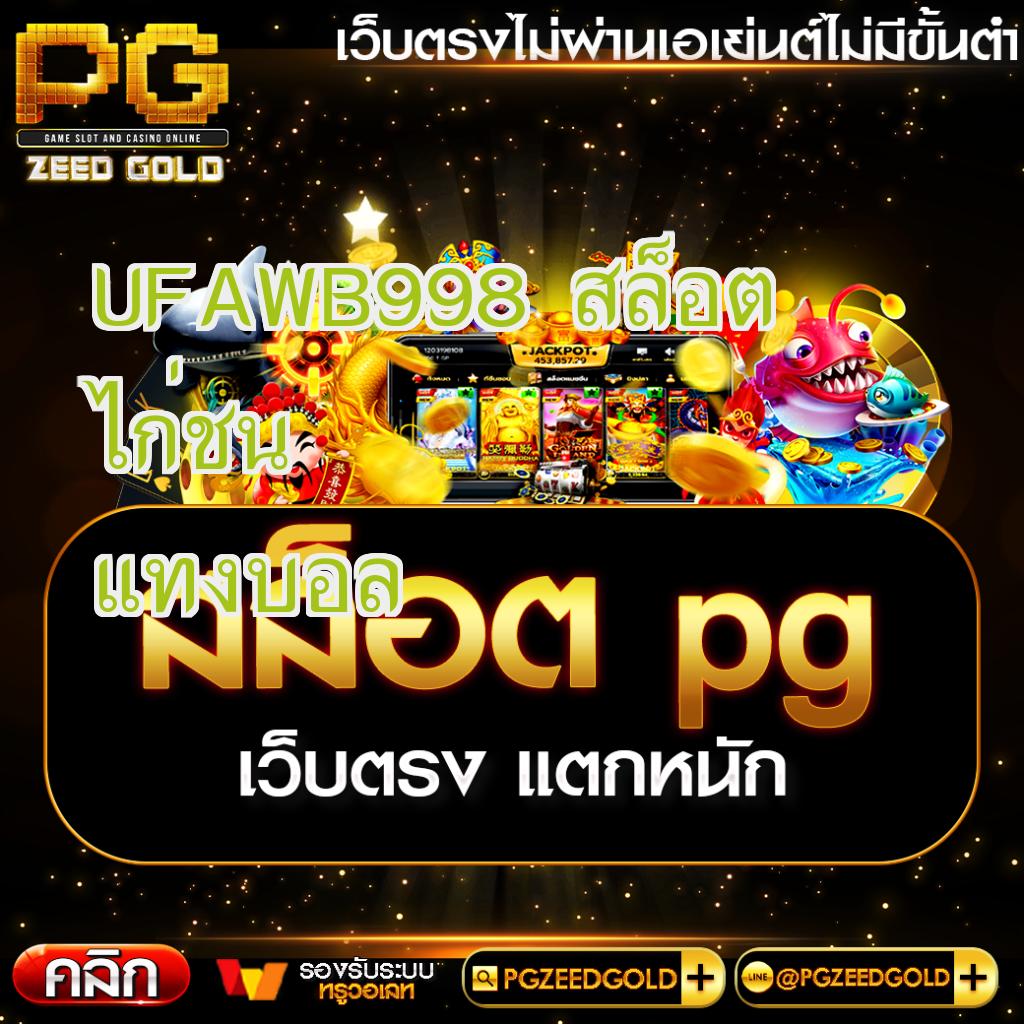 เว็บตรงไม่ผ่านเอเย่นต์ไม่มีขั้นต่ำ
PG
GAME SLOT AND CASINO ONLINE
ZEED GOLD
UFAWB998 สล็อต
ไก่ชน
แทงบอล
JACKPOT
453,857.29
สล็อต pg
เว็บตรง แตกหนัก
คลิก
รองรับระบบ
ทรูวอเลท
PGZEEDGOLD +
LINE @PGZEEDGOLD +